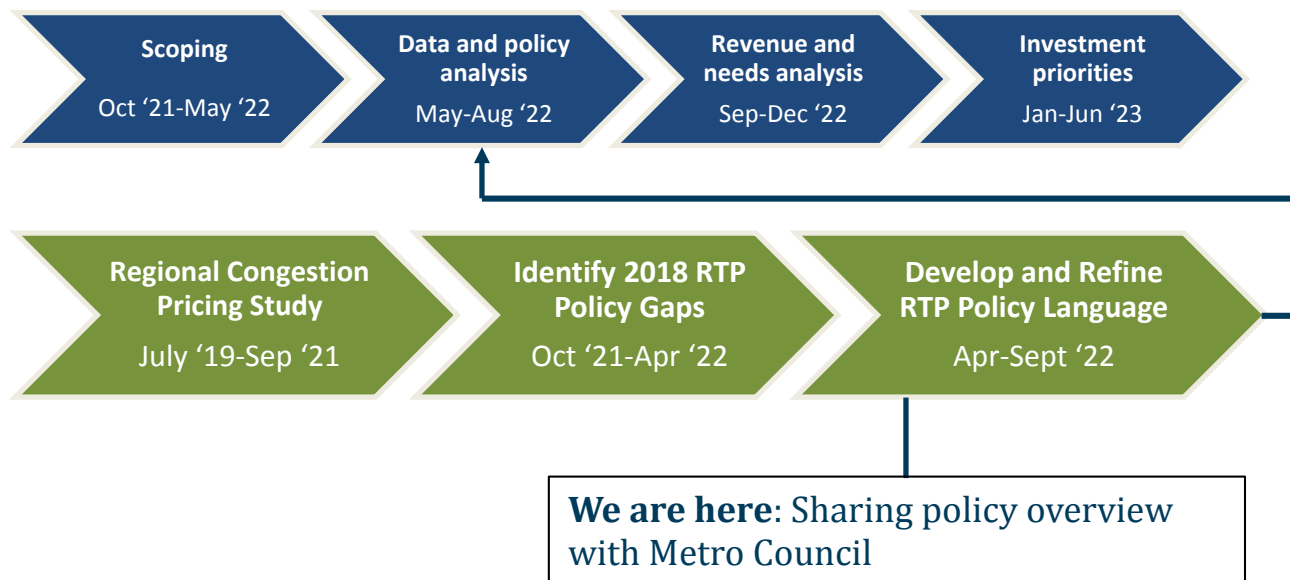 Scoping
Oct ‘21-May ‘22
Data and policy
analysis
May-Aug ‘22
Revenue and
needs analysis
Sep-Dec ‘22
Investment
priorities
Jan-Jun ‘23
Regional Congestion
Pricing Study
July ‘19-Sep ‘21
Identify 2018 RTP
Policy Gaps
Oct ‘21-Apr ‘22
Develop and Refine
RTP Policy Language
Apr-Sept ‘22
We are here: Sharing policy overview
with Metro Council